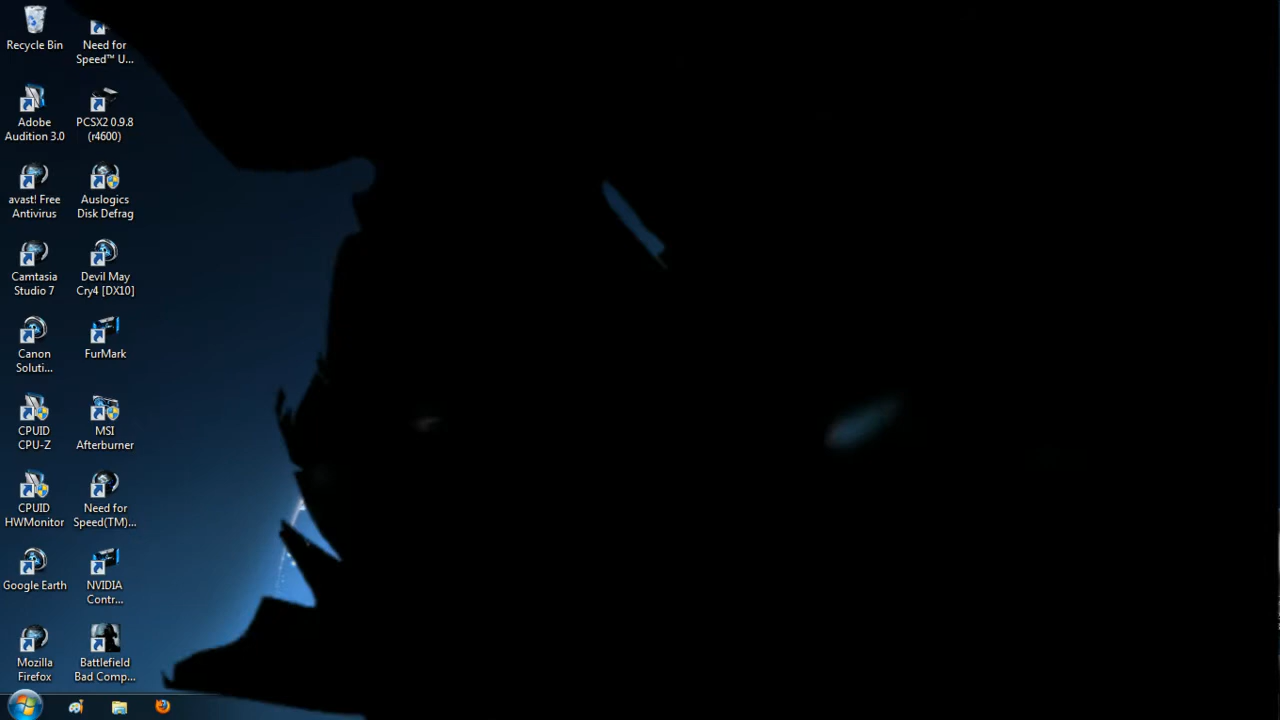 Recycle Bin
Need for
Speed™ U...
Adobe
Audition 3.0
PCSX2 0.9.8
(r4600)
avast! Free
Antivirus
Auslogics
Disk Defrag
Camtasia
Studio 7
Devil May
Cry4 [DX10]
Canon
Soluti...
FurMark
CPUID
CPU-Z
MSI
Afterburner
CPUID
HWMonitor
Need for
Speed(TM)...
Google Earth
NVIDIA
Contr...
Mozilla
Firefox
Battlefield
Bad Comp...